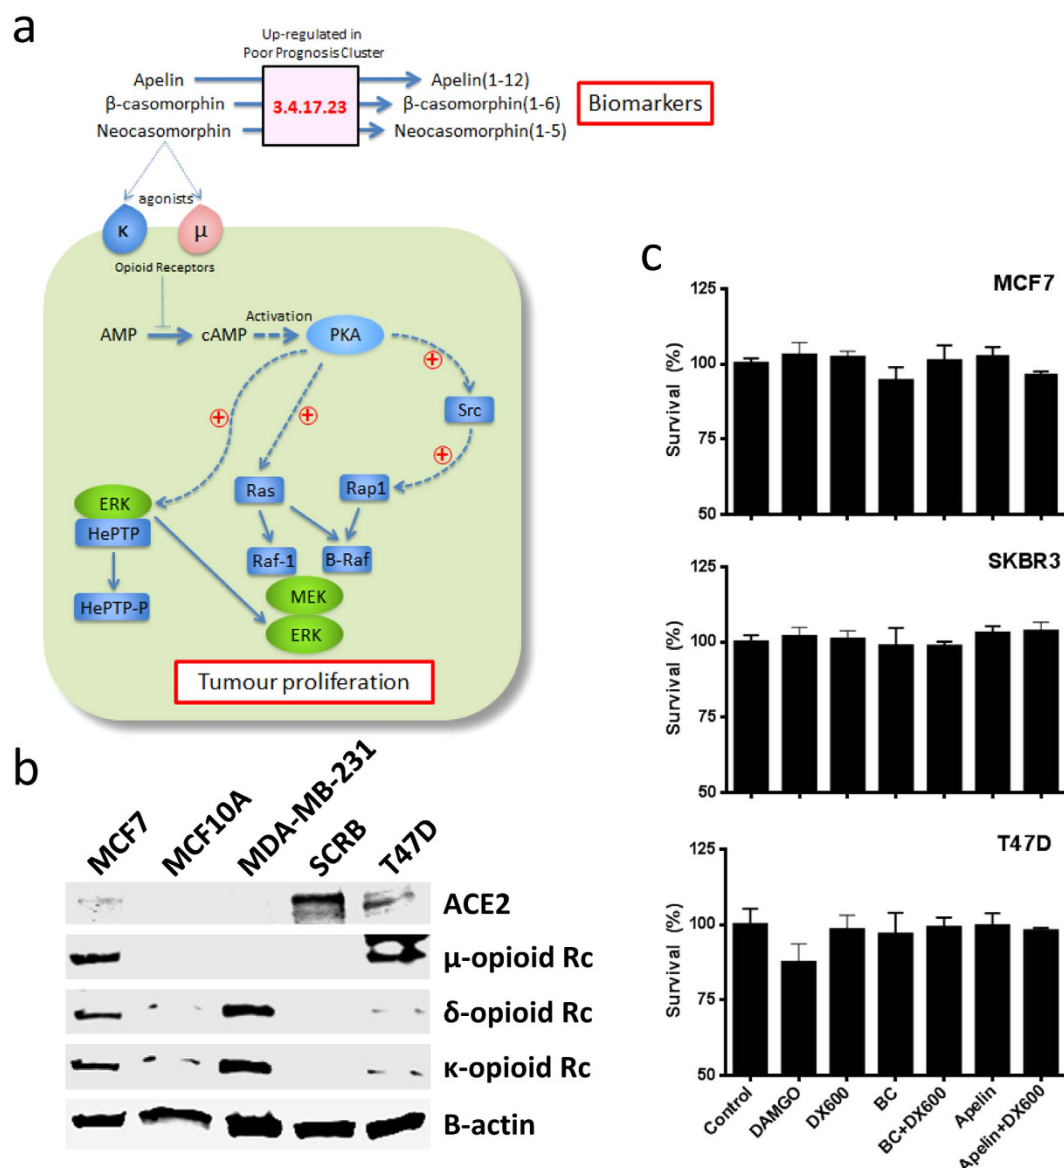 a
Up-regulated in
Poor Prognosis Cluster
Apelin
3.4.17.23
Apelin(1-12)
β-casomorphin
β-casomorphin(1-6)
Neocasomorphin
Neocasomorphin(1-5)
Biomarkers
agonists
κ
μ
Opioid Receptors
AMP
cAMP
Activation
PKA
+
+
+
+
Src
Ras
Rap1
ERK
HePTP
HePTP-P
Raf-1
B-Raf
MEK
ERK
Tumour proliferation
b
MCF7
MCF10A
MDA-MB-231
SCRB
T47D
ACE2
μ-opioid Rc
δ-opioid Rc
κ-opioid Rc
B-actin
c
MCF7
Survival (%)
125
100
75
50
SKBR3
Survival (%)
125
100
75
50
T47D
Survival (%)
125
100
75
50
Control
DAMGO
DX600
BC
BC+DX600
Apelin
Apelin+DX600